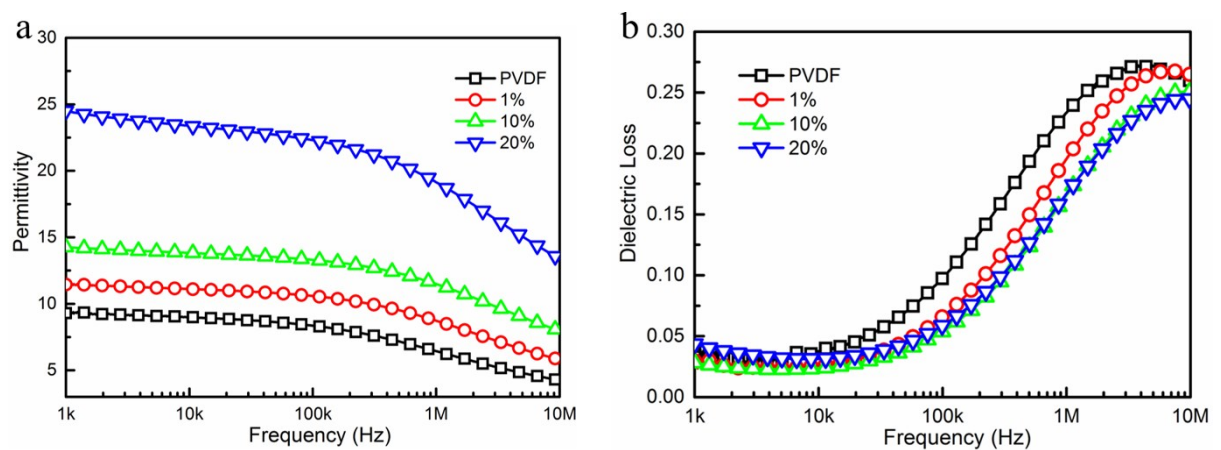 a
30
25
20
15
10
5
Permittivity
PVDF
1%
10%
20%
1k 10k 100k 1M 10M
Frequency (Hz)
b
0.30
0.25
0.20
0.15
0.10
0.05
0.00
Dielectric Loss
PVDF
1%
10%
20%
1k 10k 100k 1M 10M
Frequency (Hz)